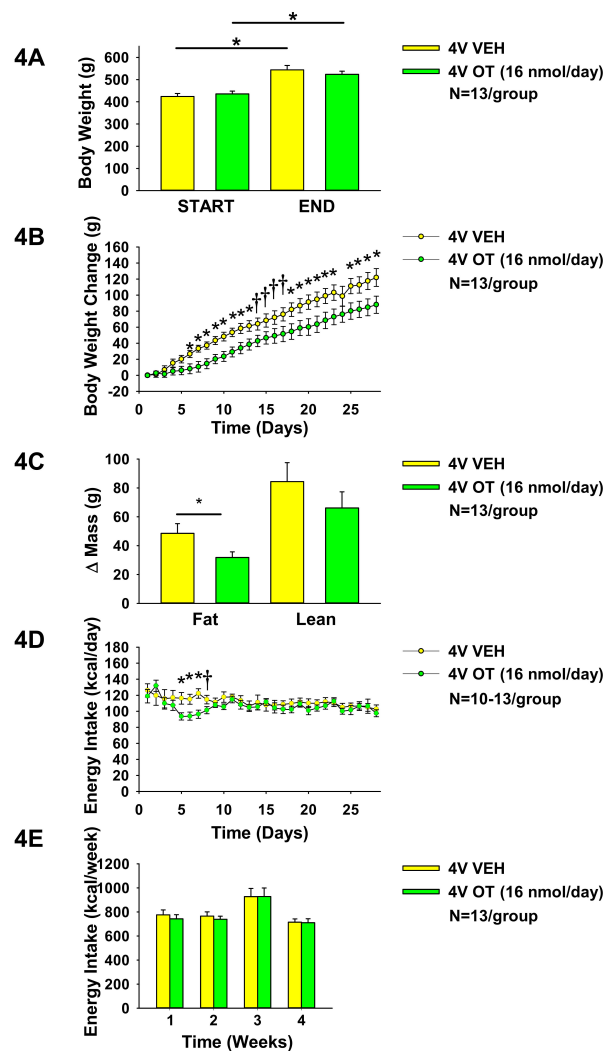 4A
*
*
Body Weight (g)
600
500
400
300
200
100
0
START END
4V VEH
4V OT (16 nmol/day)
N=13/group
4B
Body Weight Change (g)
160
140
120
100
80
60
40
20
0
-20
*********††††***********
0 5 10 15 20 25
Time (Days)
4V VEH
4V OT (16 nmol/day)
N=13/group
4C
Δ Mass (g)
100
80
60
40
20
0
*
Fat Lean
4V VEH
4V OT (16 nmol/day)
N=13/group
4D
Energy Intake (kcal/day)
180
160
140
120
100
80
60
40
20
0
***†
0 5 10 15 20 25
Time (Days)
4V VEH
4V OT (16 nmol/day)
N=10-13/group
4E
Energy Intake (kcal/week)
1200
1000
800
600
400
200
0
1 2 3 4
Time (Weeks)
4V VEH
4V OT (16 nmol/day)
N=13/group